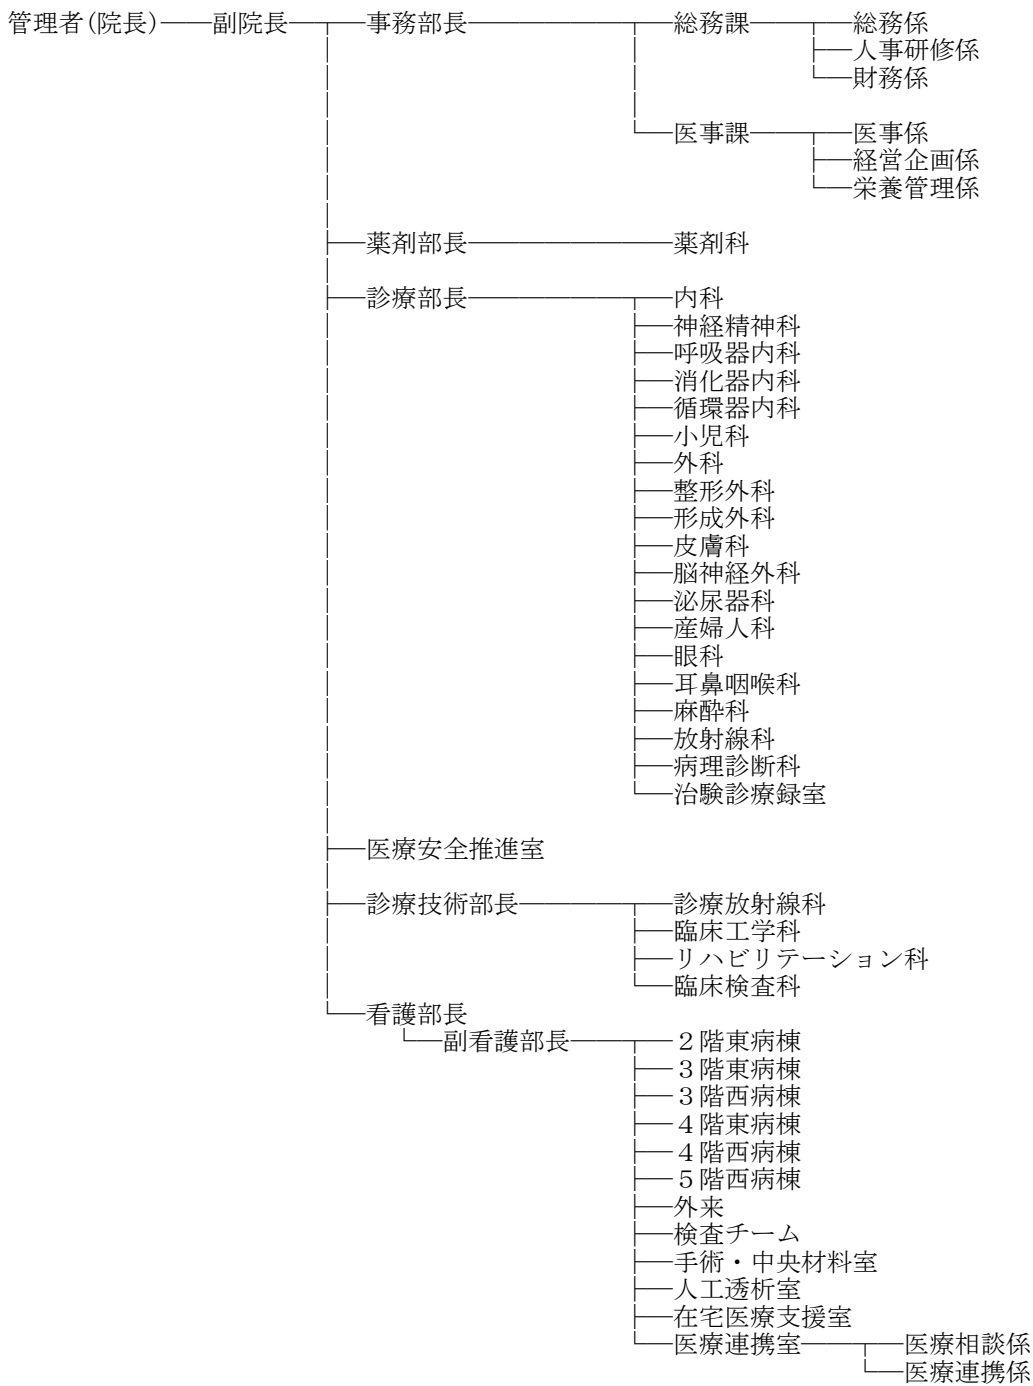 管理者(院長) 副院長 事務部長 総務課 総務係
人事研修係
財務係
医事課 医事係
経営企画係
栄養管理係
薬剤部長 薬剤科
診療部長 内科
神経精神科
呼吸器内科
消化器内科
循環器内科
小児科
外科
整形外科
形成外科
皮膚科
脳神経外科
泌尿器科
産婦人科
眼科
耳鼻咽喉科
麻酔科
放射線科
病理診断科
治験診療録室
医療安全推進室
診療技術部長 診療放射線科
臨床工学科
リハビリテーション科
臨床検査科
看護部長
副看護部長 2階東病棟
3階東病棟
3階西病棟
4階東病棟
4階西病棟
5階西病棟
外来
検査チーム
手術・中央材料室
人工透析室
在宅医療支援室
医療連携室 医療相談係
医療連携係